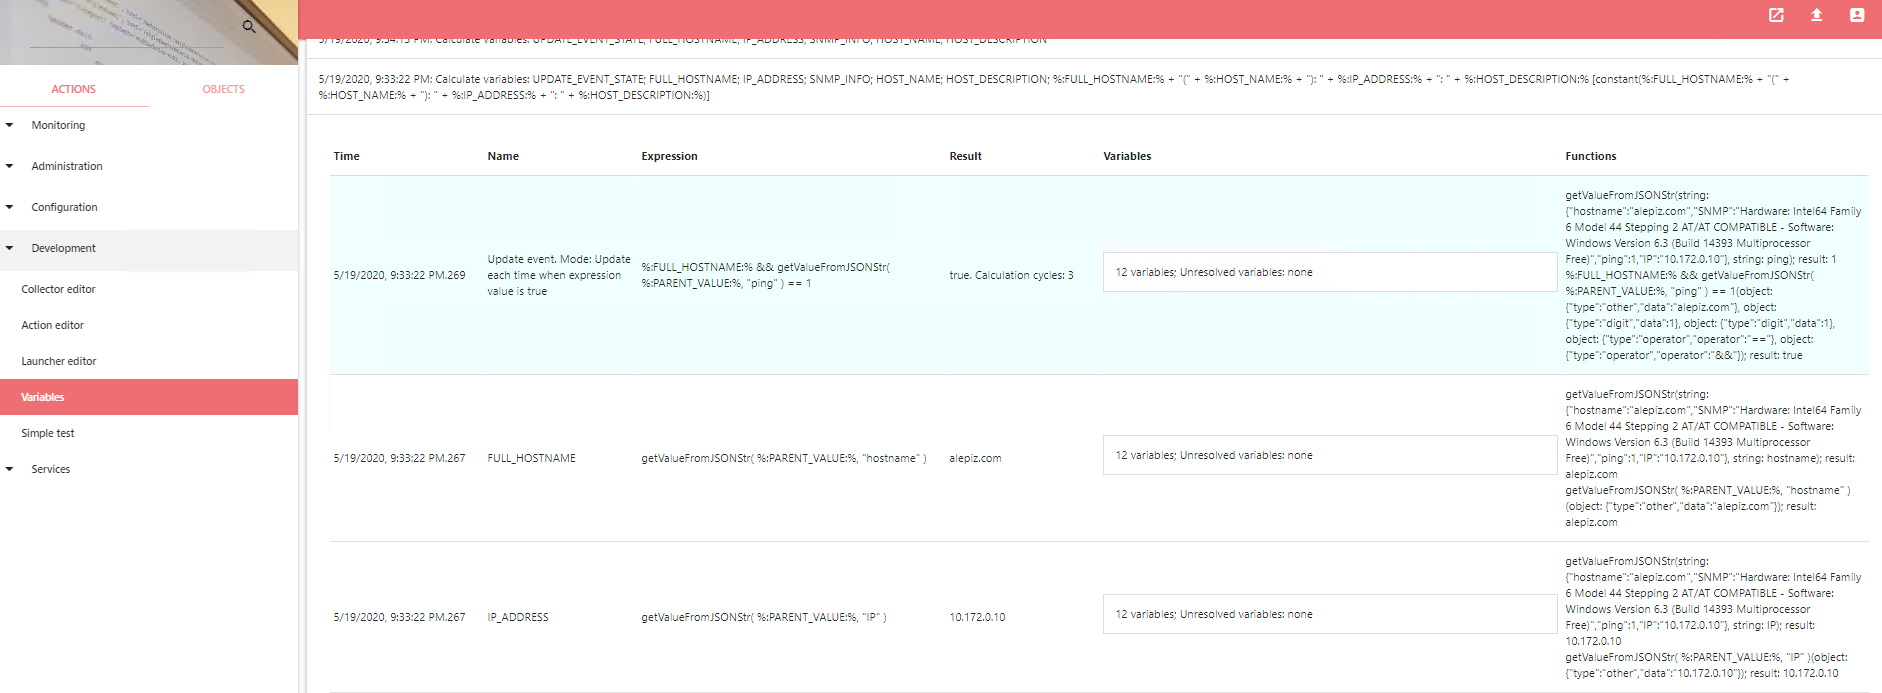 ACTIONS
OBJECTS
Monitoring
Administration
Configuration
Development
Collector editor
Action editor
Launcher editor
Variables
Simple test
Services
5/19/2020, 9:34:15 PM: Calculate variables: UPDATE_EVENT_STATE; FULL_HOSTNAME; IP_ADDRESS; SNMP_INFO; HOST_NAME; HOST_DESCRIPTION
5/19/2020, 9:33:22 PM: Calculate variables: UPDATE_EVENT_STATE; FULL_HOSTNAME; IP_ADDRESS; SNMP_INFO; HOST_NAME; HOST_DESCRIPTION; %:FULL_HOSTNAME:% + "(" + %:HOST_NAME:% + "): " + %:IP_ADDRESS:% + ": " + %:HOST_DESCRIPTION:% [constant(%:FULL_HOSTNAME:% + "(" +
%:HOST_NAME:% + "): " + %:IP_ADDRESS:% + ": " + %:HOST_DESCRIPTION:%)]
Time
Name
Expression
Result
Variables
Functions
5/19/2020, 9:33:22 PM.269
Update event. Mode: Update
each time when expression
value is true
%:FULL_HOSTNAME:% && getValueFromJSONStr(
%:PARENT_VALUE:%, "ping" ) == 1
true. Calculation cycles: 3
12 variables; Unresolved variables: none
getValueFromJSONStr(string:
{"hostname":"alepiz.com","SNMP":"Hardware: Intel64 Family
6 Model 44 Stepping 2 AT/AT COMPATIBLE - Software:
Windows Version 6.3 (Build 14393 Multiprocessor
Free)","ping":1,"IP":"10.172.0.10"}, string: ping); result: 1
%:FULL_HOSTNAME:% && getValueFromJSONStr(
%:PARENT_VALUE:%, "ping" ) == 1(object:
{"type":"other","data":"alepiz.com"}, object:
{"type":"digit","data":1}, object: {"type":"digit","data":1},
object: {"type":"operator","operator":"=="}, object:
{"type":"operator","operator":"&&"}); result: true
5/19/2020, 9:33:22 PM.267
FULL_HOSTNAME
getValueFromJSONStr( %:PARENT_VALUE:%, "hostname" )
alepiz.com
12 variables; Unresolved variables: none
getValueFromJSONStr(string:
{"hostname":"alepiz.com","SNMP":"Hardware: Intel64 Family
6 Model 44 Stepping 2 AT/AT COMPATIBLE - Software:
Windows Version 6.3 (Build 14393 Multiprocessor
Free)","ping":1,"IP":"10.172.0.10"}, string: hostname); result:
alepiz.com
getValueFromJSONStr( %:PARENT_VALUE:%, "hostname" )
(object: {"type":"other","data":"alepiz.com"}); result:
alepiz.com
5/19/2020, 9:33:22 PM.267
IP_ADDRESS
getValueFromJSONStr( %:PARENT_VALUE:%, "IP" )
10.172.0.10
12 variables; Unresolved variables: none
getValueFromJSONStr(string:
{"hostname":"alepiz.com","SNMP":"Hardware: Intel64 Family
6 Model 44 Stepping 2 AT/AT COMPATIBLE - Software:
Windows Version 6.3 (Build 14393 Multiprocessor
Free)","ping":1,"IP":"10.172.0.10"}, string: IP); result:
10.172.0.10
getValueFromJSONStr( %:PARENT_VALUE:%, "IP" )(object:
{"type":"other","data":"10.172.0.10"}); result: 10.172.0.10